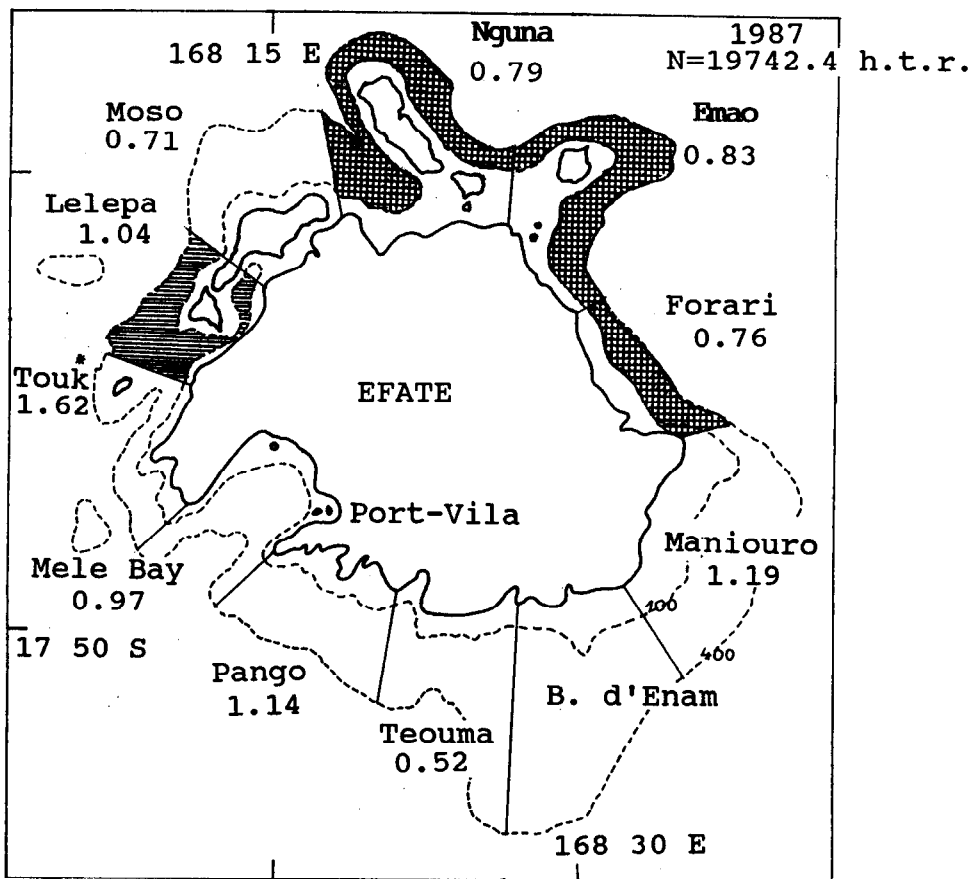 168 15 E
Nguna
0.79
1987
N=19742.4 h.t.r.
Moso
0.71
Emao
0.83
Lelepa
1.04
Forari
0.76
Touk*
1.62
EFATE
Port-Vila
Mele Bay
0.97
Maniouro
1.19
100
400
17 50 S
Pango
1.14
B. d'Enam
Teouma
0.52
168 30 E